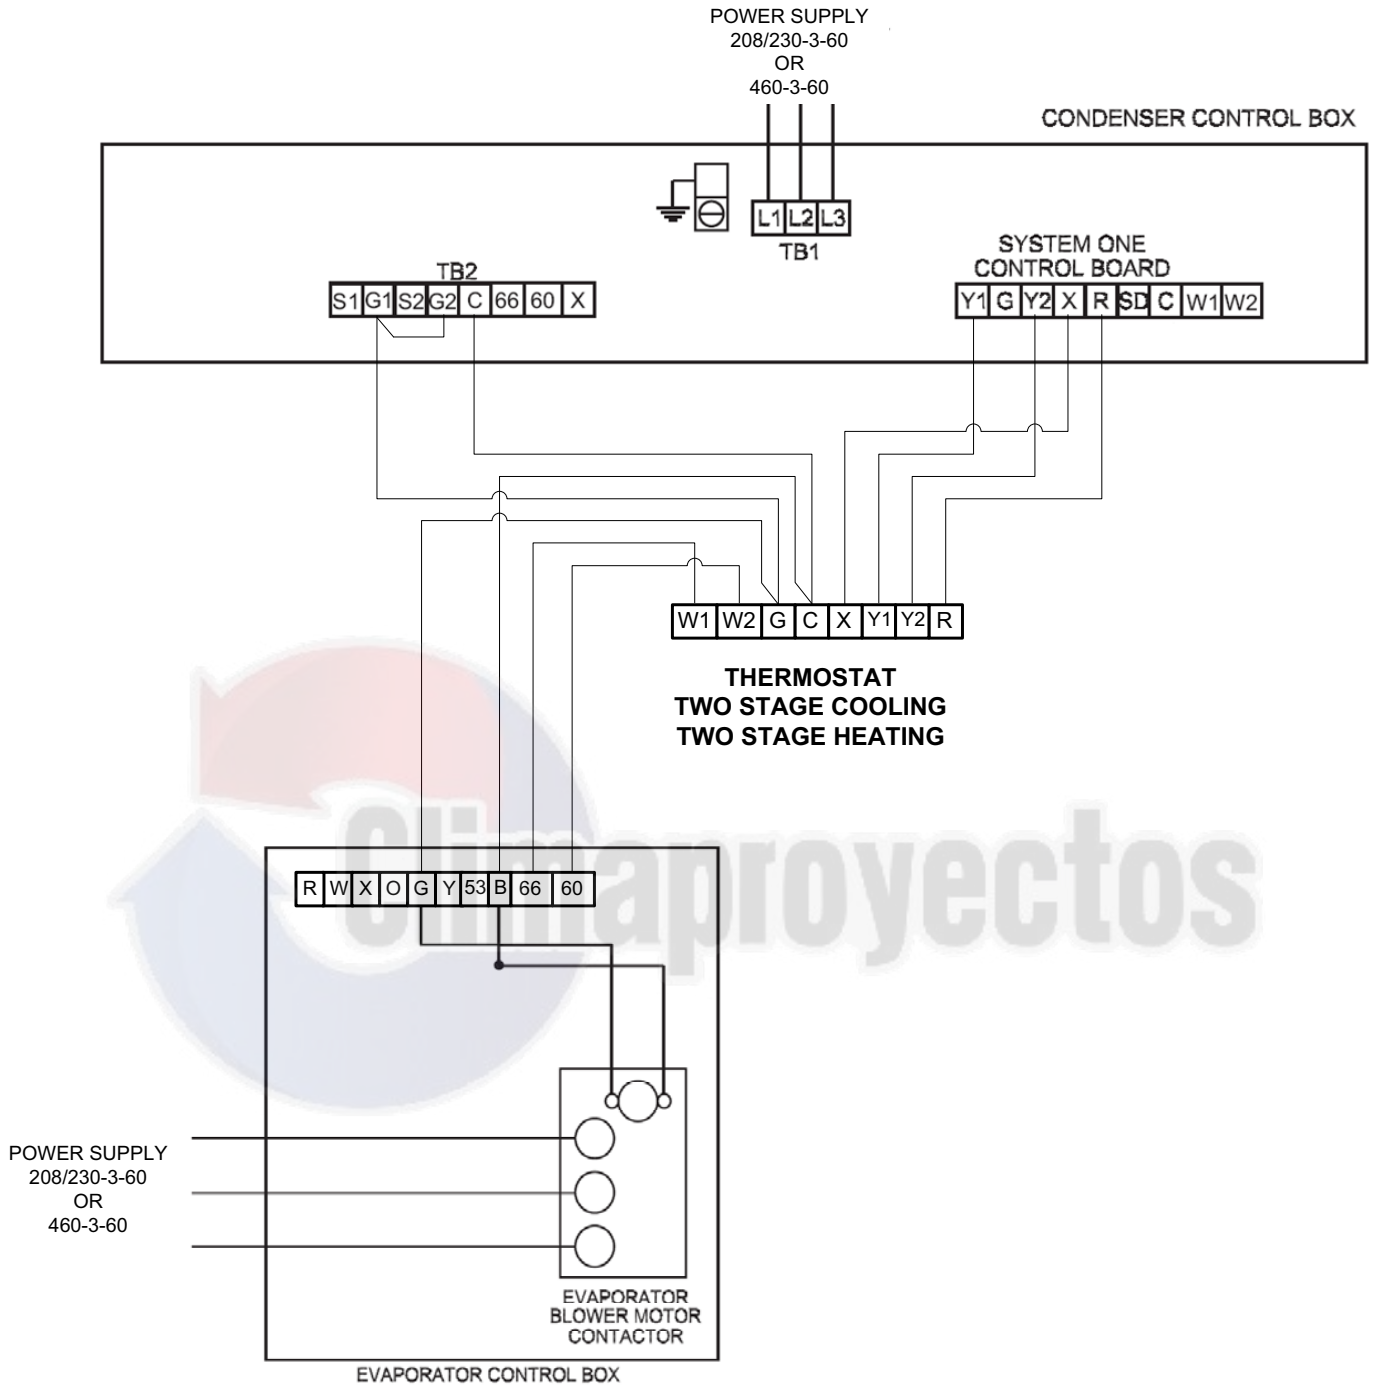 POWER SUPPLY
208/230-3-60
OR
460-3-60
CONDENSER CONTROL BOX
L1 L2 L3
TB1
SYSTEM ONE
CONTROL BOARD
TB2
S1 G1 S2 G2 C 66 60 X
Y1 G Y2 X R SD C W1 W2
W1 W2 G C X Y1 Y2 R
THERMOSTAT
TWO STAGE COOLING
TWO STAGE HEATING
Climaproyectos
R W X O G Y 53 B 66 60
POWER SUPPLY
208/230-3-60
OR
460-3-60
EVAPORATOR
BLOWER MOTOR
CONTACTOR
EVAPORATOR CONTROL BOX